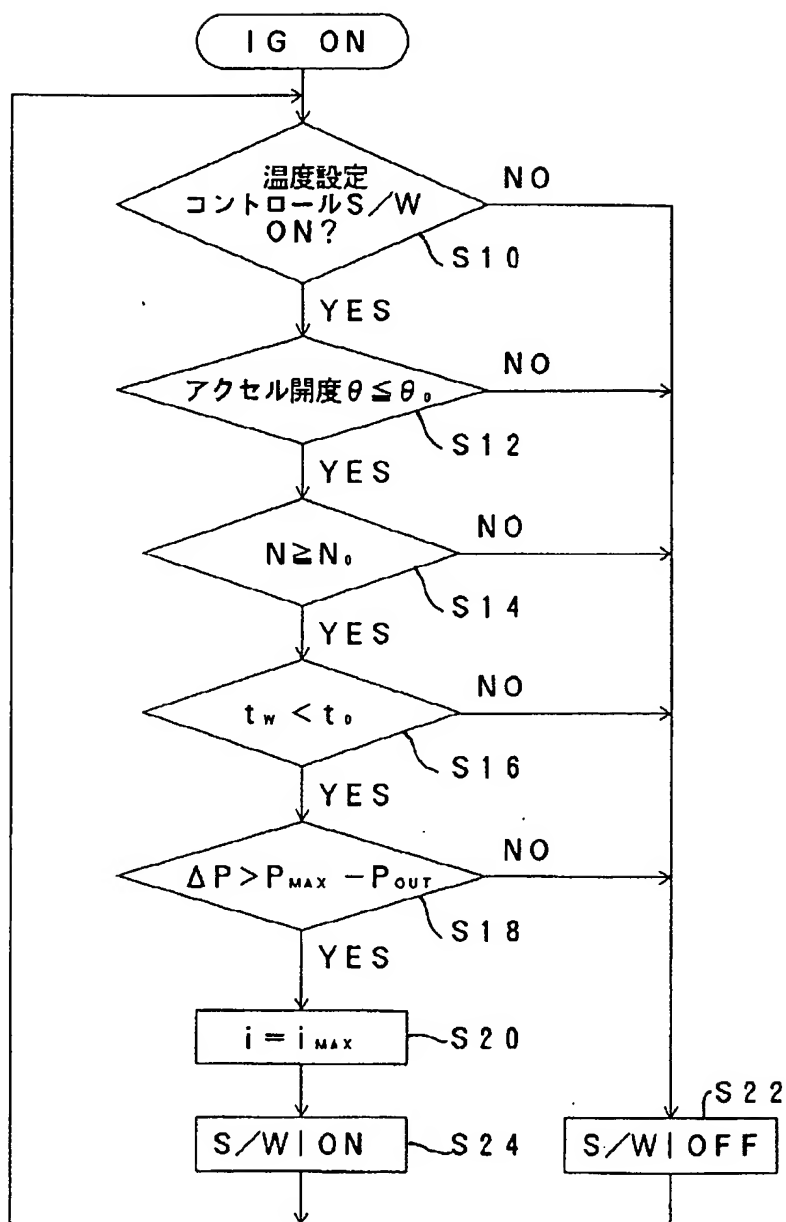 IG ON
温度設定
コントロールS/W
ON?
NO
S10
YES
アクセル開度θ≦θ₀
NO
S12
YES
N≧N₀
NO
S14
YES
tw<t₀
NO
S16
YES
ΔP>PMAX-POUT
NO
S18
YES
i=iMAX
S20
S22
S/W|ON
S24
S/W|OFF